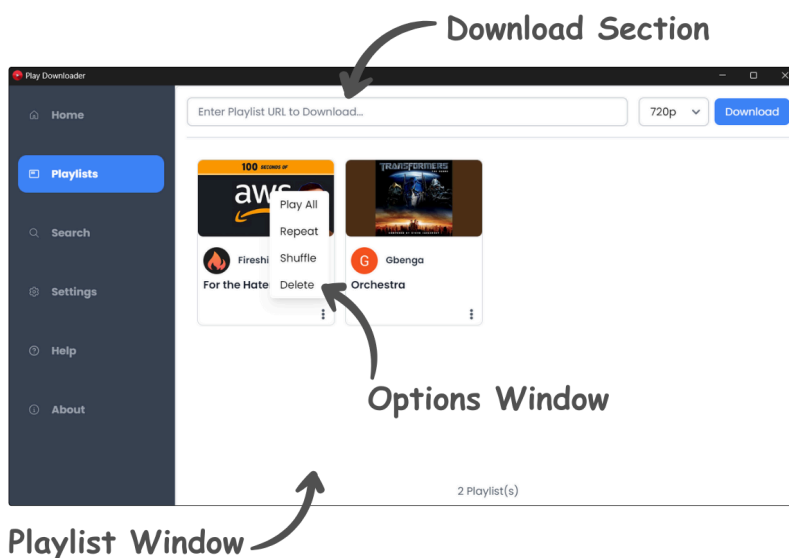 Download Section
Play Downloader
Home
Enter Playlist URL to Download...
720p
Download
Playlists
100 SECONDS OF
aws
TRANSFORMERS
Play All
Repeat
Search
Shuffle
Fireshi
G
Gbenga
For the Hate
Delete
Orchestra
Settings
Help
Options Window
About
2 Playlist(s)
Playlist Window